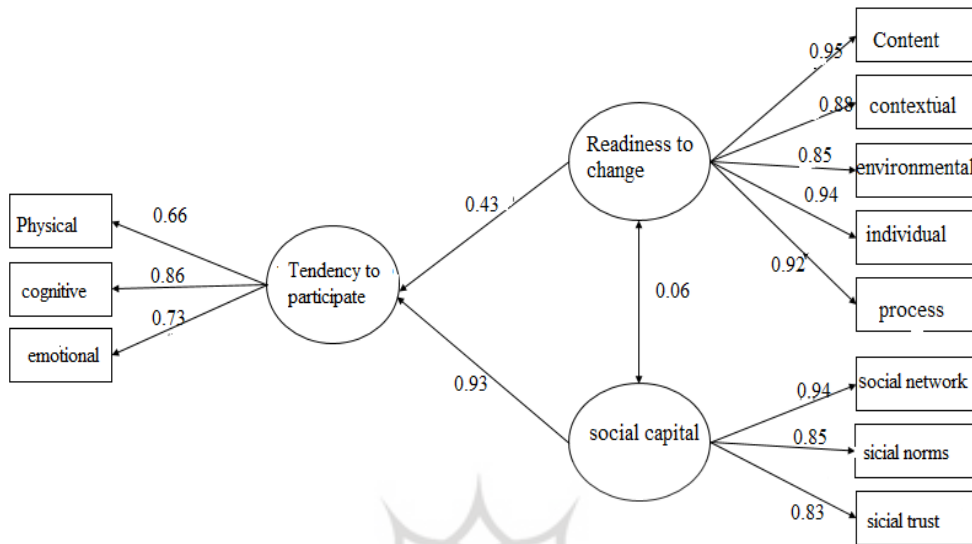 Content
0.95
contextual
0.88
Readiness to
change
0.85
environmental
0.94
individual
0.92
process
0.43
Physical
0.66
Tendency to
participate
0.86
cognitive
0.73
emotional
0.06
0.93
social capital
social network
0.94
0.85
sicial norms
0.83
sicial trust